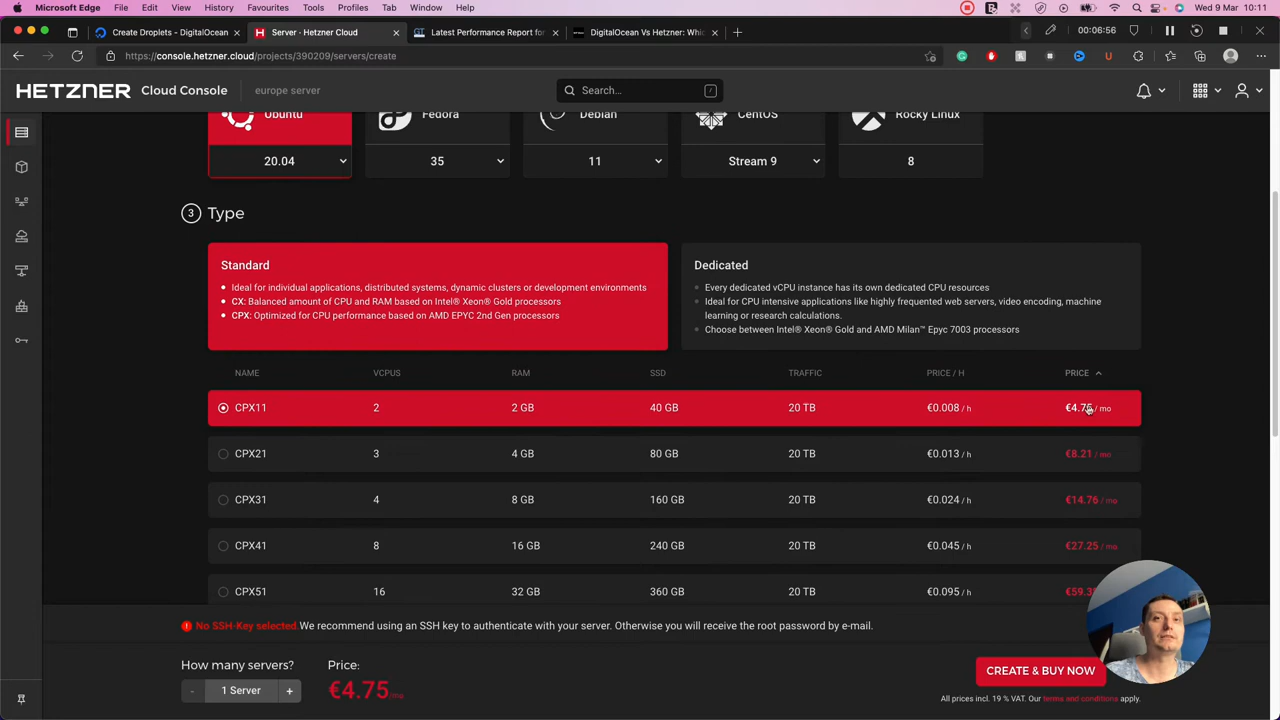 Microsoft Edge File Edit View History Favourites Tools Profiles Tab Window Help Wed 9 Mar 10:11
Create Droplets - DigitalOcean Server · Hetzner Cloud Latest Performance Report for: DigitalOcean Vs Hetzner: Whic 00:06:56
https://console.hetzner.cloud/projects/390209/servers/create
HETZNER Cloud Console europe server Search... /
Ubuntu Fedora Debian CentOS Rocky Linux
20.04 35 11 Stream 9 8
3 Type
Standard
Ideal for individual applications, distributed systems, dynamic clusters or development environments
CX: Balanced amount of CPU and RAM based on Intel® Xeon® Gold processors
CPX: Optimized for CPU performance based on AMD EPYC 2nd Gen processors
Dedicated
Every dedicated vCPU instance has its own dedicated CPU resources
Ideal for CPU intensive applications like highly frequented web servers, video encoding, machine
learning or research calculations.
Choose between Intel® Xeon® Gold and AMD Milan™ Epyc 7003 processors
NAME VCPUS RAM SSD TRAFFIC PRICE / H PRICE
CPX11 2 2 GB 40 GB 20 TB €0.008 / h €4.75 / mo
CPX21 3 4 GB 80 GB 20 TB €0.013 / h €8.21 / mo
CPX31 4 8 GB 160 GB 20 TB €0.024 / h €14.76 / mo
CPX41 8 16 GB 240 GB 20 TB €0.045 / h €27.25 / mo
CPX51 16 32 GB 360 GB 20 TB €0.095 / h
No SSH-Key selected. We recommend using an SSH key to authenticate with your server. Otherwise you will receive the root password by e-mail.
How many servers? Price:
- 1 Server + €4.75/mo
CREATE & BUY NOW
All prices incl. 19 % VAT. Our terms and conditions apply.